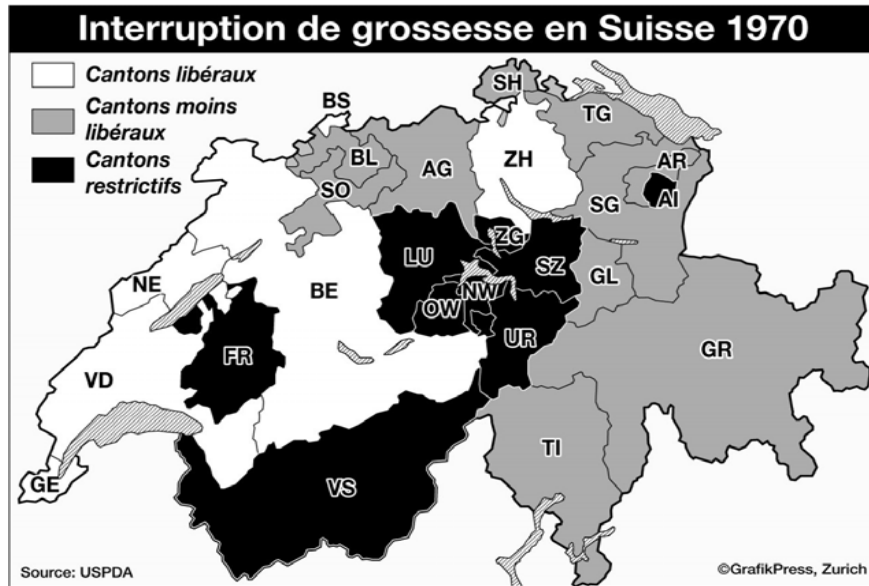 Interruption de grossesse en Suisse 1970
Cantons libéraux
Cantons moins
libéraux
Cantons
restrictifs
BS
SH
TG
BL
AG
ZH
AR
SO
AI
SG
ZG
LU
SZ
GL
NE
BE
NW
OW
UR
FR
GR
VD
TI
GE
VS
Source: USPDA
©GrafikPress, Zurich